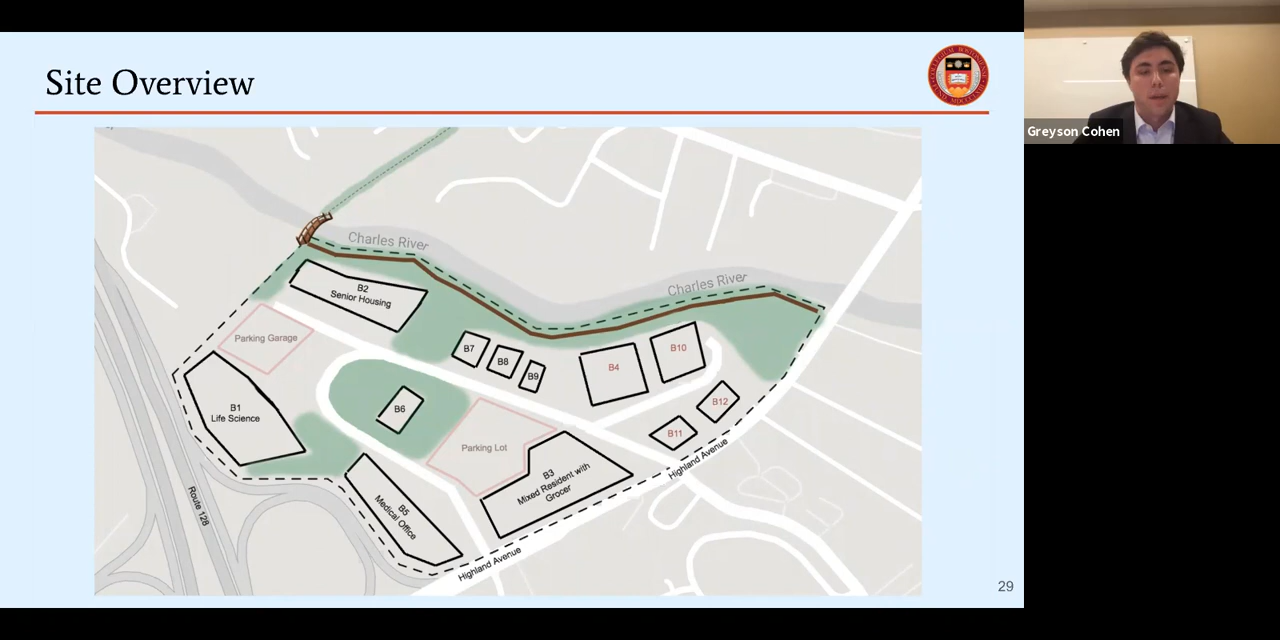 Site Overview
Greyson Cohen
Charles River
Charles River
B2
Senior Housing
Parking Garage
B7
B8
B9
B4
B10
B1
Life Science
B6
B12
B11
Parking Lot
B3
Mixed Resident with
Grocer
B5
Medical Office
Route 128
Highland Avenue
Highland Avenue
29